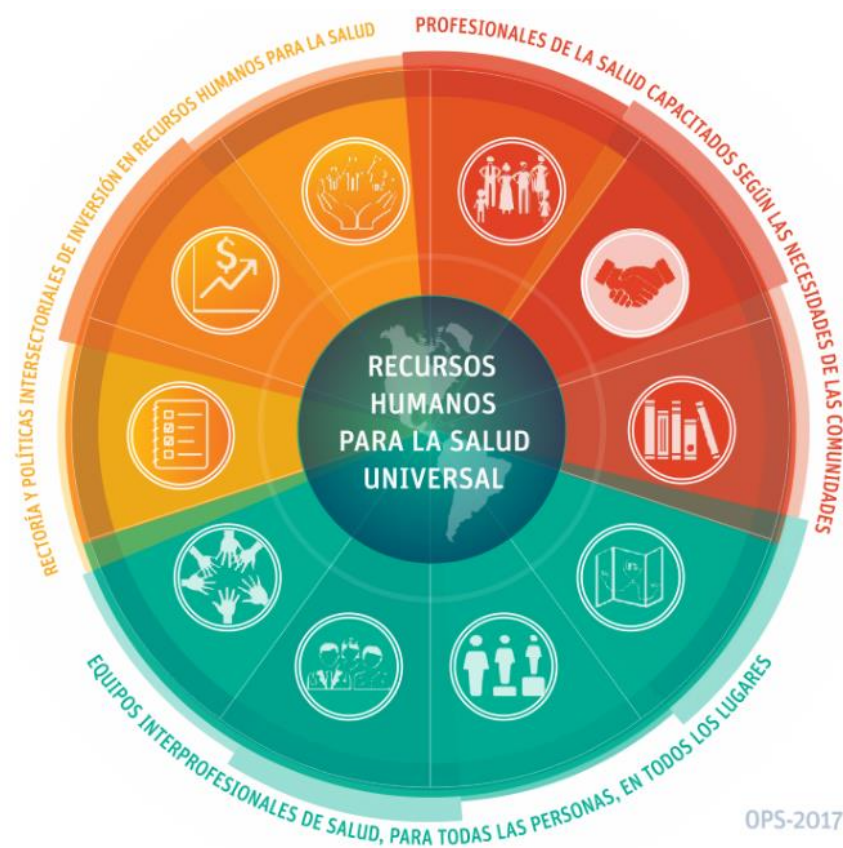 RECTORÍA Y POLÍTICAS INTERSECTORIALES DE INVERSIÓN EN RECURSOS HUMANOS PARA LA SALUD
PROFESIONALES DE LA SALUD CAPACITADOS SEGÚN LAS NECESIDADES DE LAS COMUNIDADES
$
RECURSOS
HUMANOS
PARA LA SALUD
UNIVERSAL
EQUIPOS INTERPROFESIONALES DE SALUD, PARA TODAS LAS PERSONAS, EN TODOS LOS LUGARES
OPS-2017